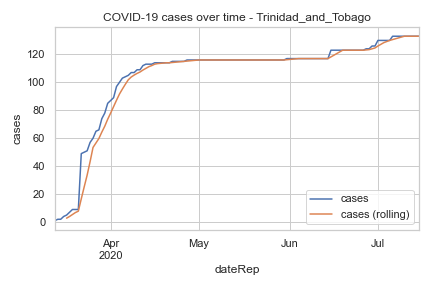 COVID-19 cases over time - Trinidad_and_Tobago
cases
120
100
80
60
40
20
0
Apr
2020
May
Jun
Jul
dateRep
cases
cases (rolling)